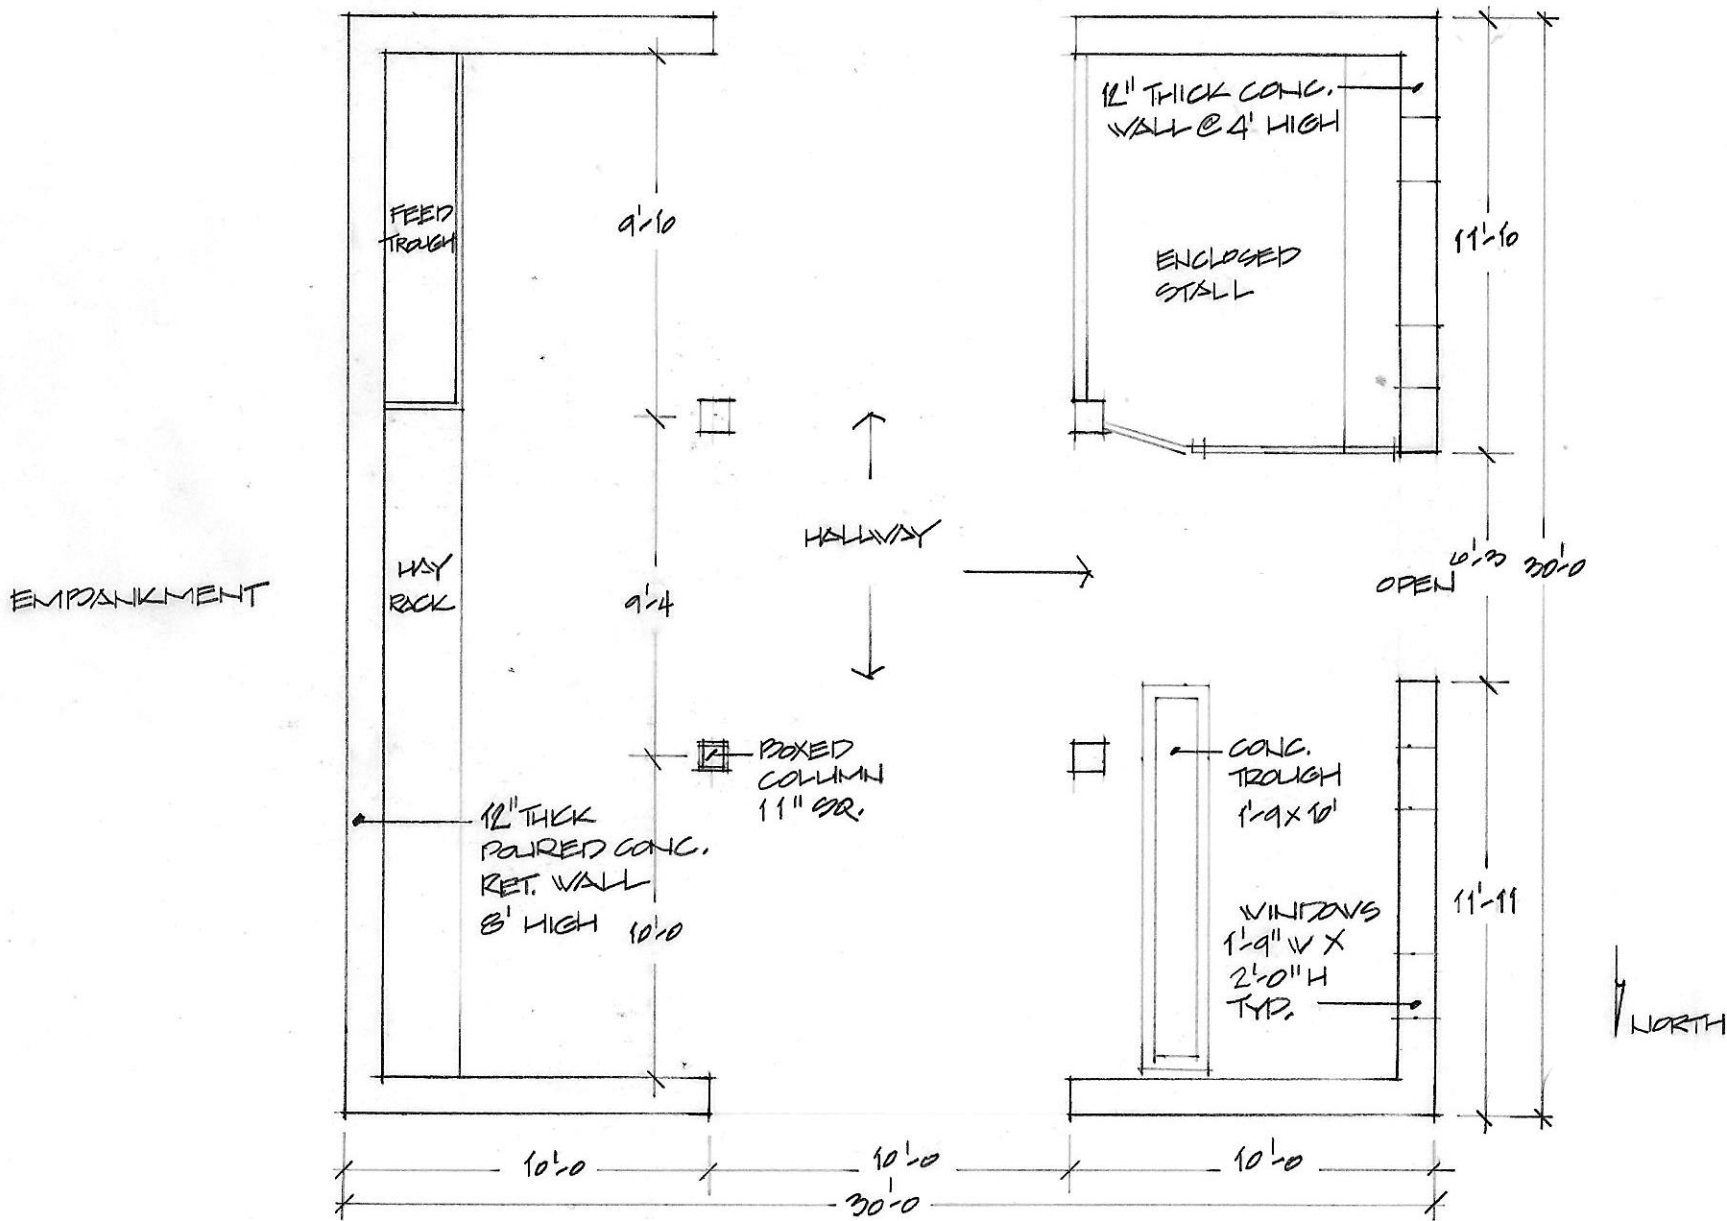 12" THICK CONC.
WALL @ 4' HIGH
FEED
TROUGH
9'-10
11'-10
ENCLOSED
STALL
HALLWAY
EMBANKMENT
HAY
RACK
9'-4
OPEN
6'-3
30'-0
BOXED
COLUMN
11" SQ.
CONC.
TROUGH
1'-9 X 10'
12" THICK
POURED CONC.
RET. WALL
8' HIGH
10'-0
WINDOWS
1'-9" W X
2'-0" H
TYP.
11'-11
NORTH
10'-0
10'-0
10'-0
30'-0